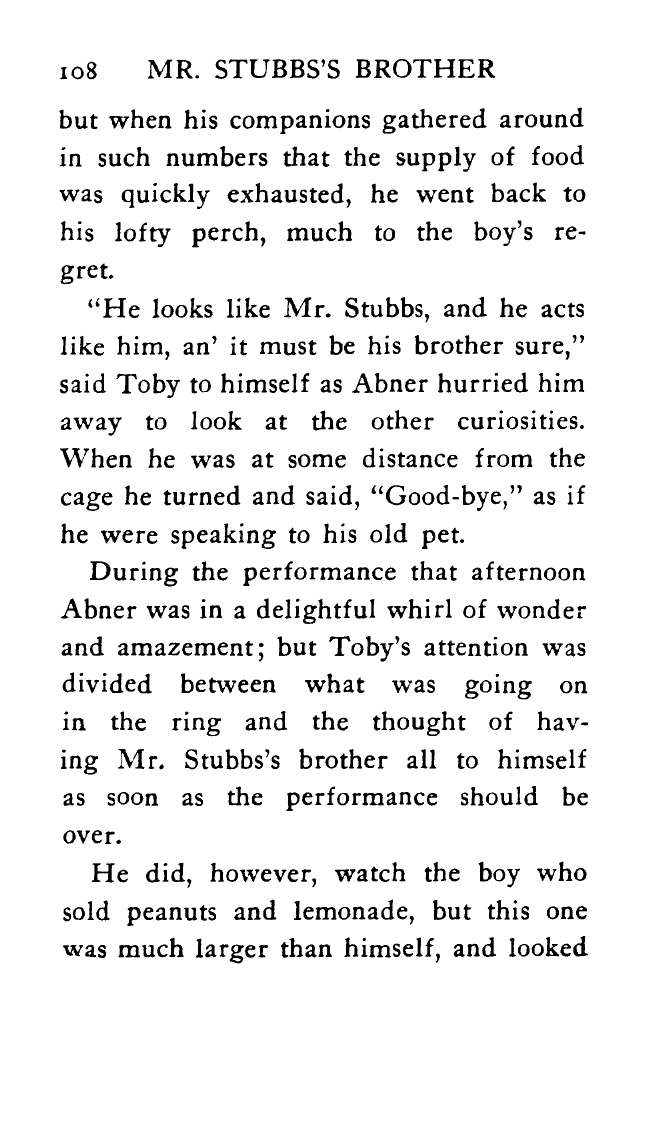 108 MR. STUBBS'S BROTHER
but when his companions gathered around
in such numbers that the supply of food
was quickly exhausted, he went back to
his lofty perch, much to the boy's re-
gret.
"He looks like Mr. Stubbs, and he acts
like him, an' it must be his brother sure,"
said Toby to himself as Abner hurried him
away to look at the other curiosities.
When he was at some distance from the
cage he turned and said, "Good-bye," as if
he were speaking to his old pet.
During the performance that afternoon
Abner was in a delightful whirl of wonder
and amazement; but Toby's attention was
divided between what was going on
in the ring and the thought of hav-
ing Mr. Stubbs's brother all to himself
as soon as the performance should be
over.
He did, however, watch the boy who
sold peanuts and lemonade, but this one
was much larger than himself, and looked